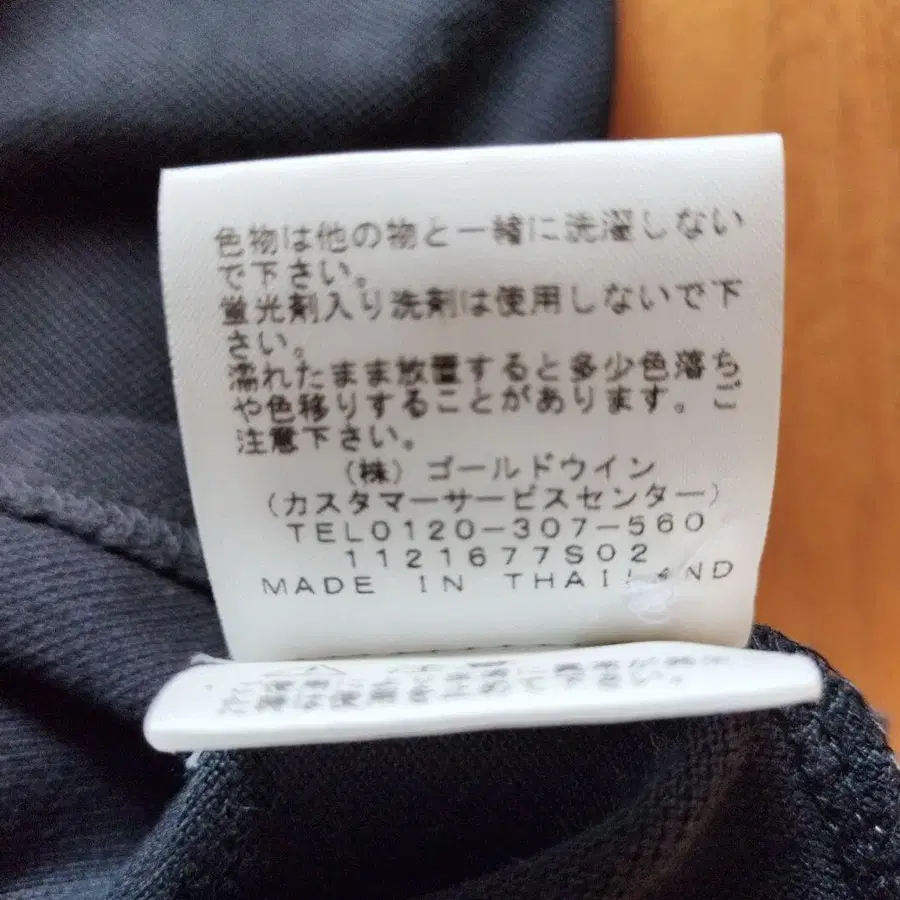 色物は他の物と一緒に洗濯しない
で下さい。
蛍光剤入り洗剤は使用しないで下
さい。
濡れたまま放置すると多少色落ち
や色移りすることがあります。ご
注意下さい。
(株)ゴールドウイン
(カスタマーサービスセンター)
TEL0120-307-560
1121677S02
MADE IN THAILAND